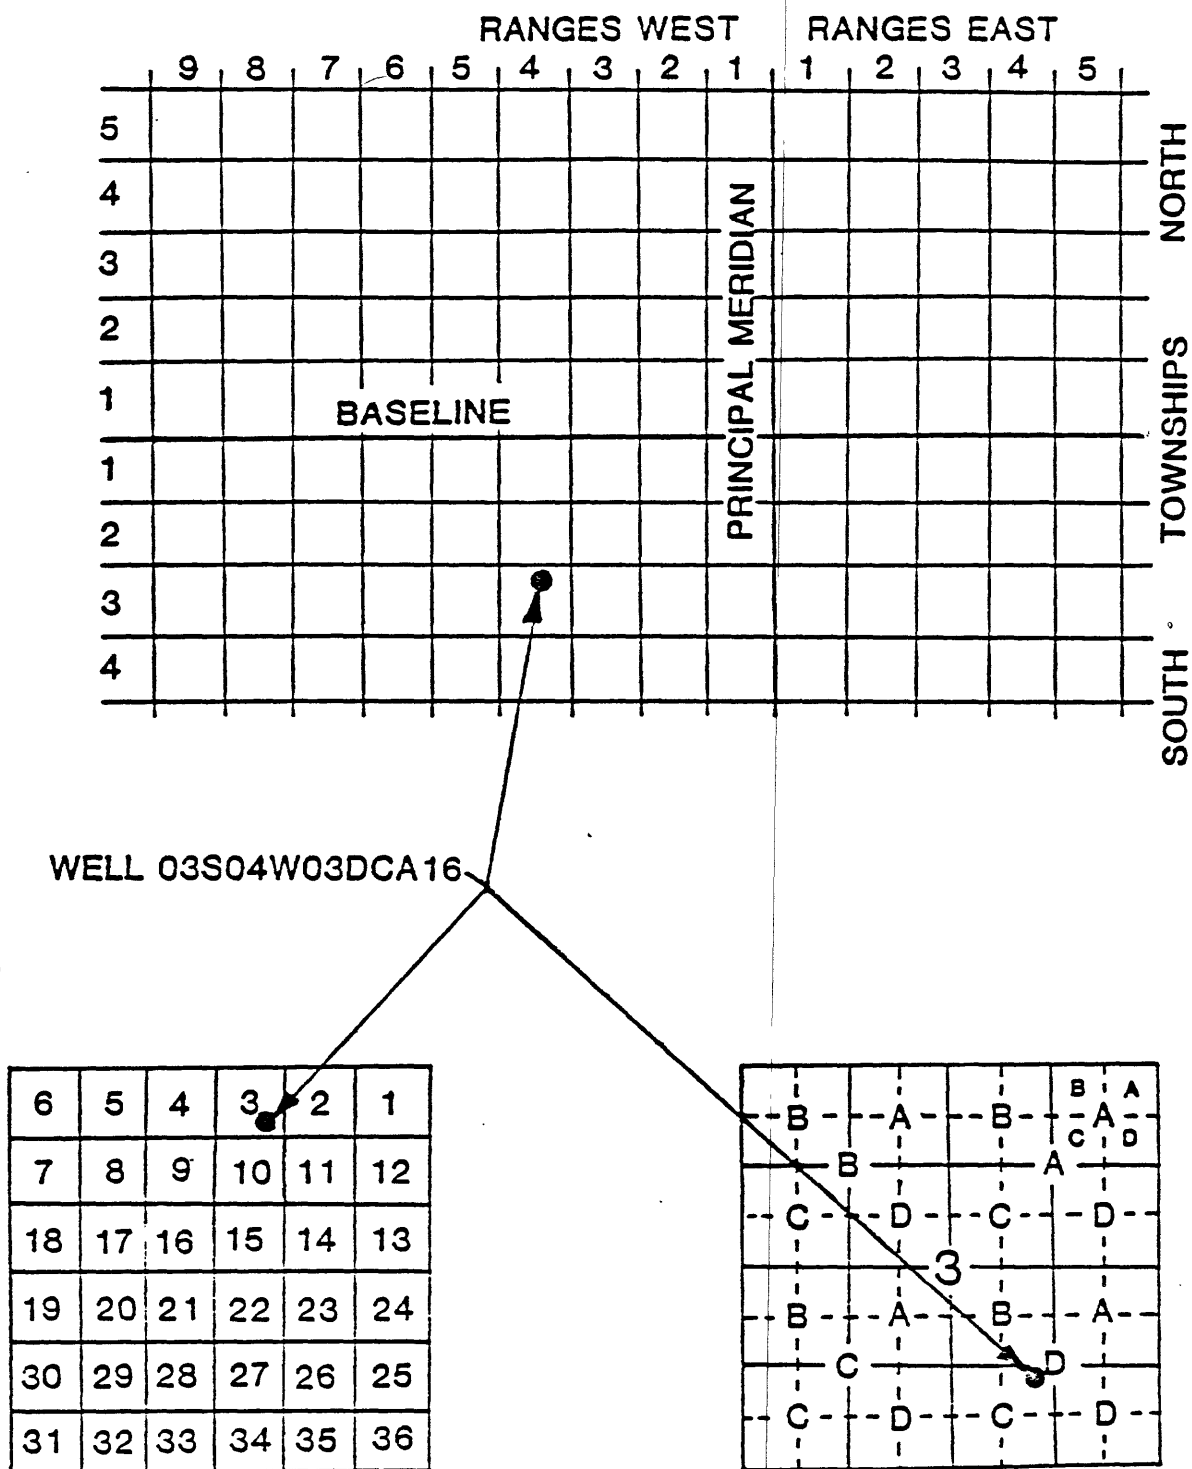 RANGES WEST RANGES EAST
9 8 7 6 5 4 3 2 1 1 2 3 4 5
5
4
3
2
1
1
2
3
4
BASELINE
PRINCIPAL MERIDIAN
NORTH
TOWNSHIPS
SOUTH
WELL 03S04W03DCA16
6 5 4 3 2 1
7 8 9 10 11 12
18 17 16 15 14 13
19 20 21 22 23 24
30 29 28 27 26 25
31 32 33 34 35 36
B A
B A B A
C D
B A
C D C D
3
B A B A
C D
C D C D